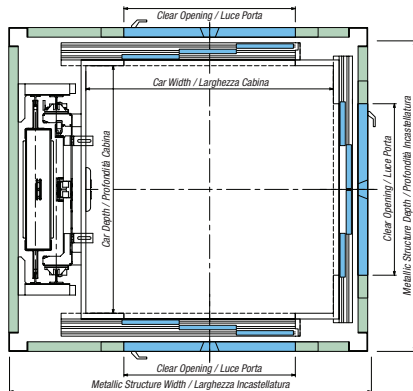 Clear Opening / Luce Porta
Car Width / Larghezza Cabina
Car Depth / Profondità Cabina
Clear Opening / Luce Porta
Metallic Structure Depth / Profondità Incastellatura
Clear Opening / Luce Porta
Metallic Structure Width / Larghezza Incastellatura